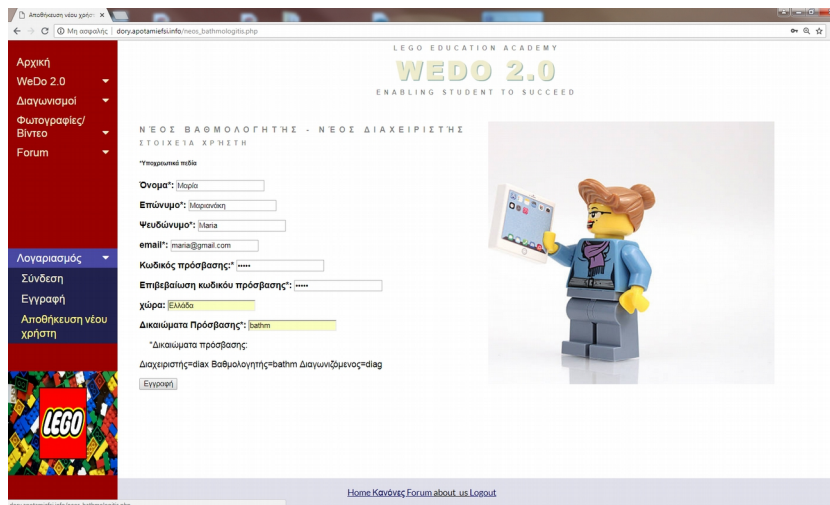 Αποθήκευση νέου χρήσ
Μη ασφαλής
dory.apotamiefsi.info/neos_bathmologitis.php
Αρχική
WeDo 2.0
Διαγωνισμοί
Φωτογραφίες/
Βίντεο
Forum
Λογαριασμός
Σύνδεση
Εγγραφή
Αποθήκευση νέου
χρήστη
LEGO
LEGO EDUCATION ACADEMY
WEDO 2.0
ENABLING STUDENT TO SUCCEED
ΝΈΟΣ ΒΑΘΜΟΛΟΓΗΤΉΣ - ΝΈΟΣ ΔΙΑΧΕΙΡΙΣΤΉΣ
ΣΤΟΙΧΕΊΑ ΧΡΉΣΤΗ
*Υποχρεωτικά πεδία
Όνομα*: Μαρία
Επώνυμο*: Μαριανάκη
Ψευδώνυμο*: Maria
email*: maria@gmail.com
Κωδικός πρόσβασης:* •••••
Επιβεβαίωση κωδικόυ πρόσβασης*: •••••
χώρα: Ελλάδα
Δικαιώματα Πρόσβασης*: bathm
*Δικαιώματα πρόσβασης:
Διαχειριστής=diax Βαθμολογητής=bathm Διαγωνιζόμενος=diag
Εγγραφή
Home Κανόνες Forum about us Logout